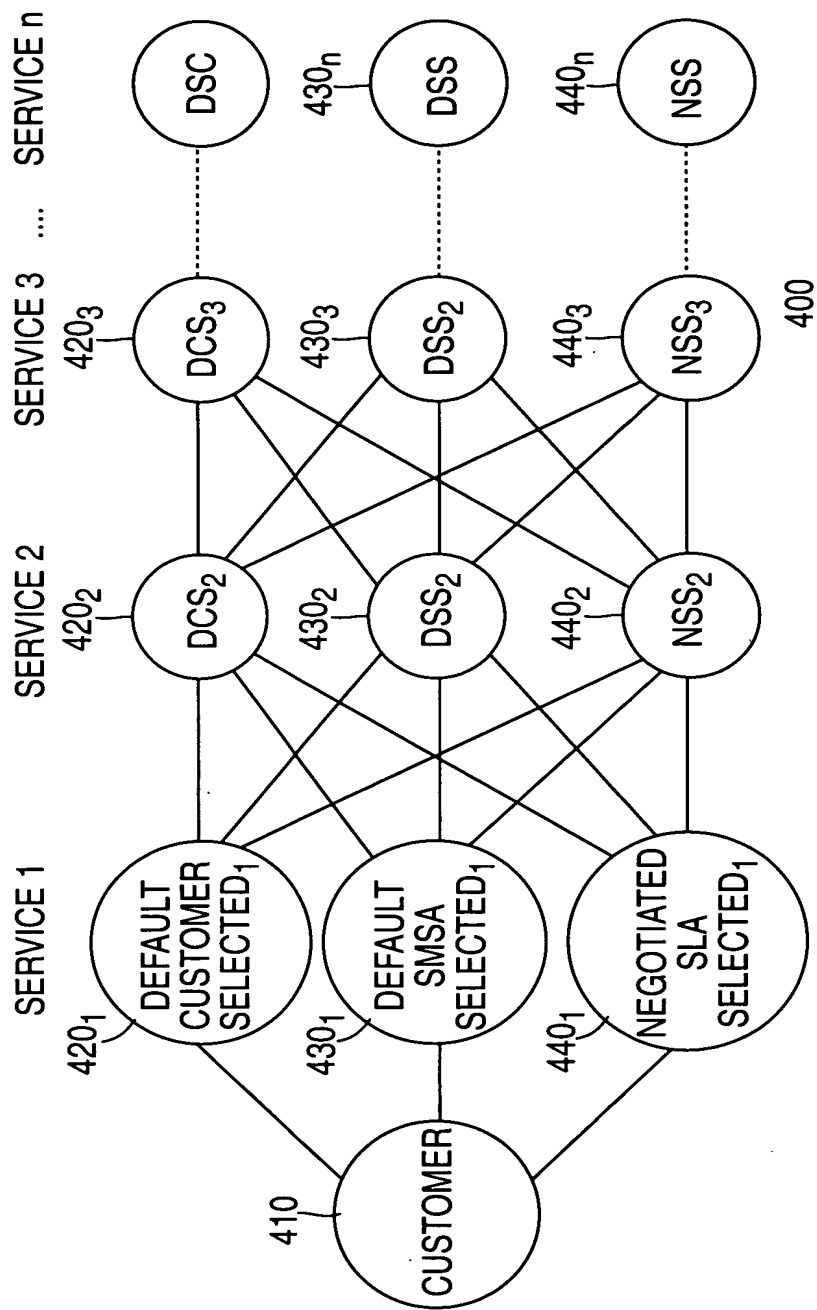 SERVICE 1
SERVICE 2
SERVICE 3
....
SERVICE n
410
CUSTOMER
420₁
DEFAULT
CUSTOMER
SELECTED₁
420₂
DCS₂
420₃
DCS₃
DSC
430₁
DEFAULT
SMSA
SELECTED₁
430₂
DSS₂
430₃
DSS₂
430ₙ
DSS
440₁
NEGOTIATED
SLA
SELECTED₁
440₂
NSS₂
440₃
NSS₃
440ₙ
NSS
400